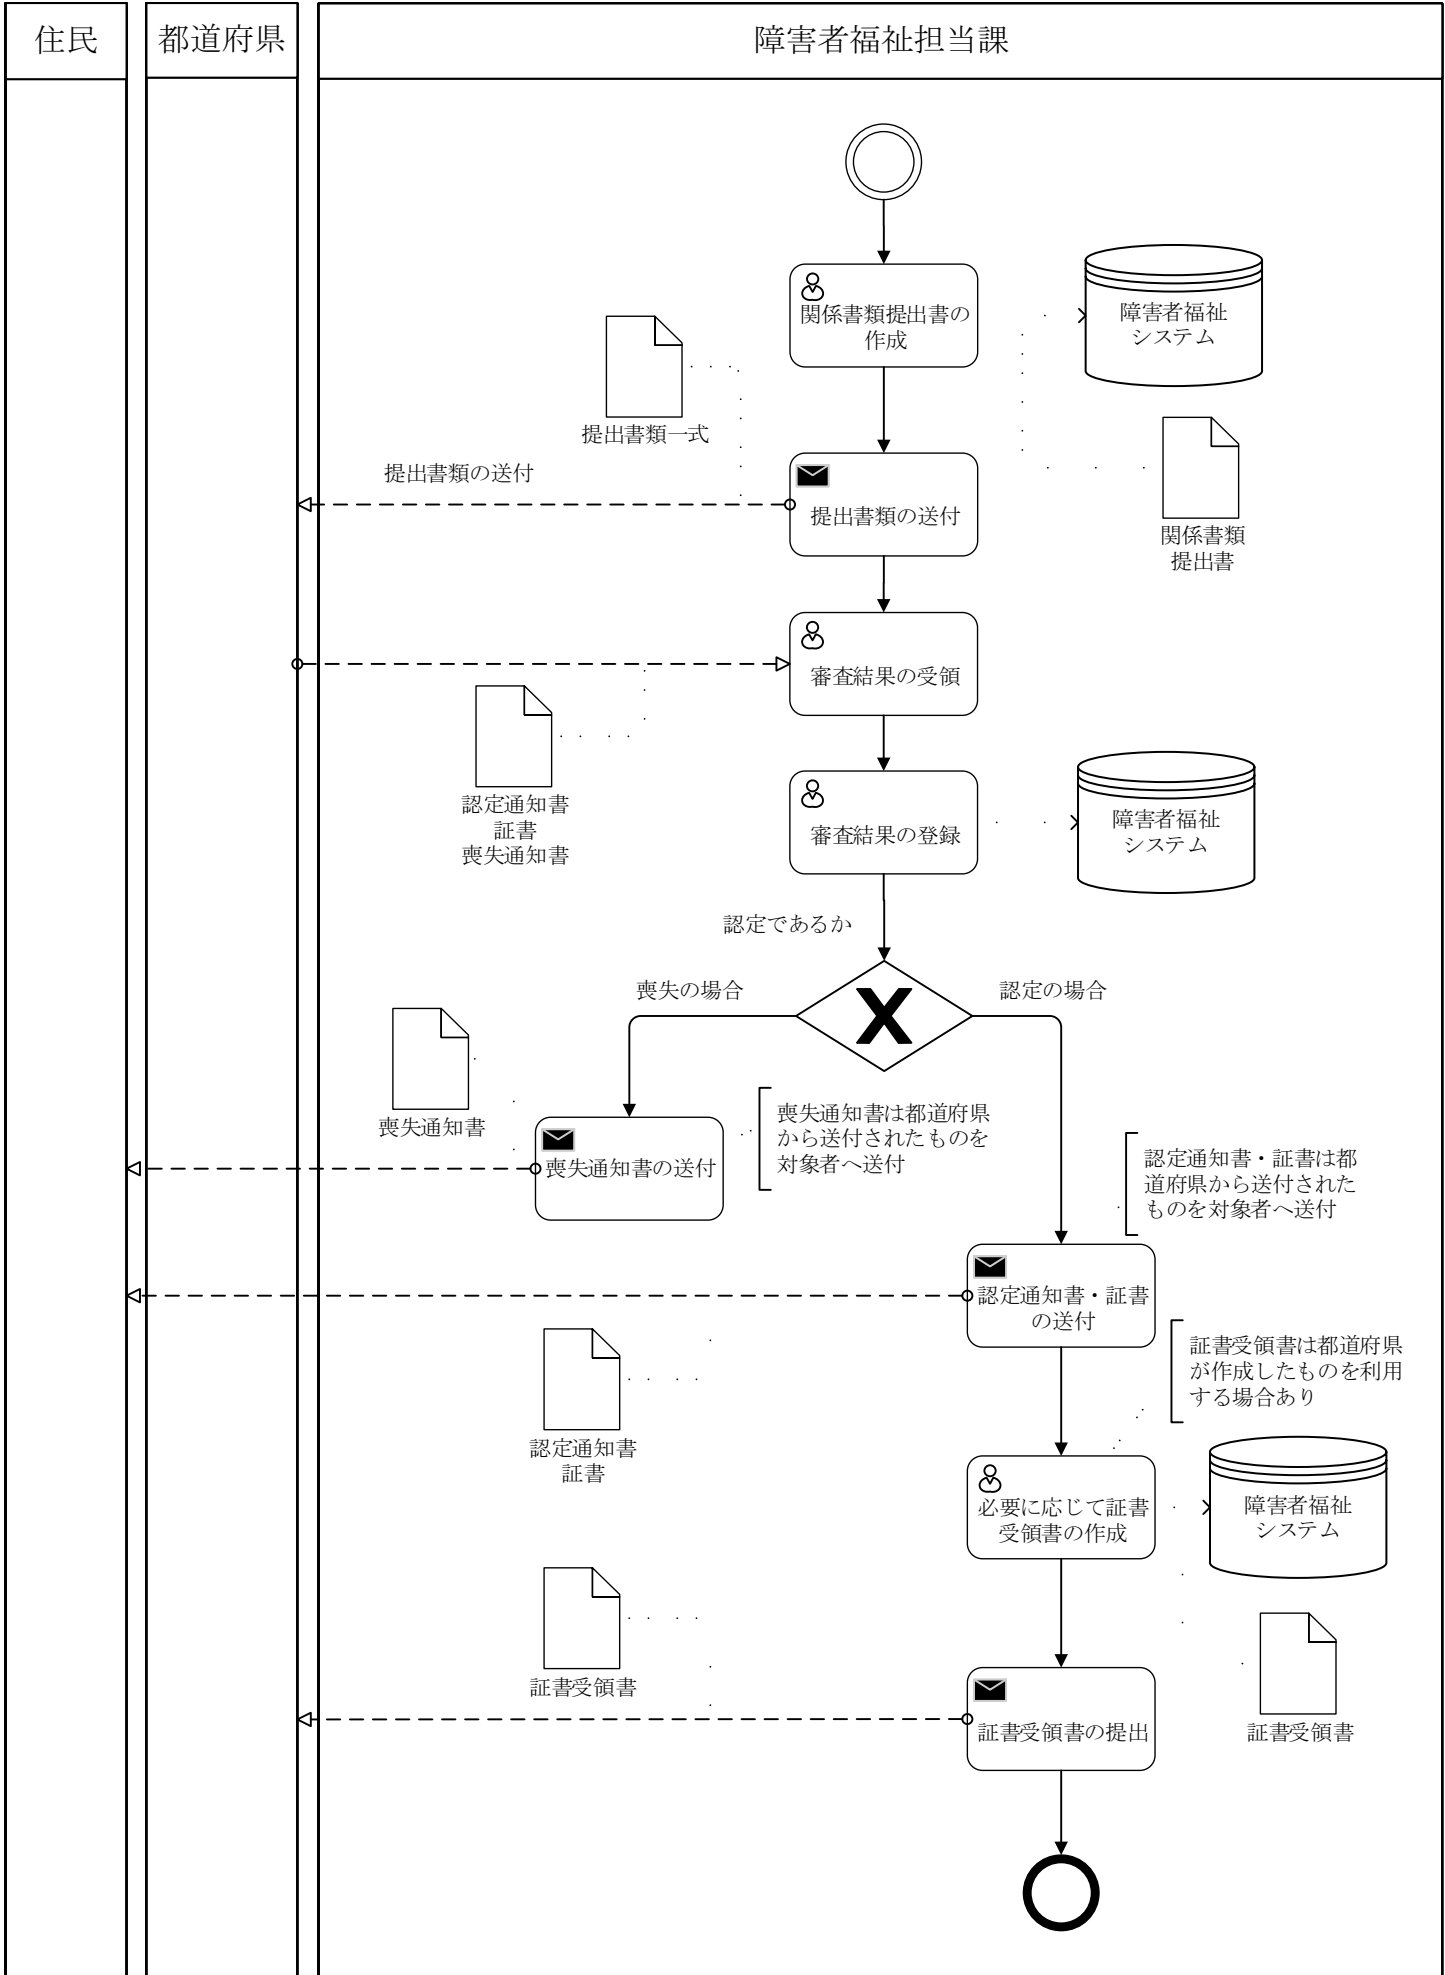 住民
都道府県
障害者福祉担当課
関係書類提出書の
作成
障害者福祉
システム
提出書類一式
提出書類の送付
提出書類の送付
関係書類
提出書
審査結果の受領
認定通知書
証書
喪失通知書
審査結果の登録
障害者福祉
システム
認定であるか
喪失の場合
認定の場合
喪失通知書
喪失通知書の送付
喪失通知書は都道府県
から送付されたものを
対象者へ送付
認定通知書・証書は都
道府県から送付された
ものを対象者へ送付
認定通知書・証書
の送付
認定通知書
証書
証書受領書は都道府県
が作成したものを利用
する場合あり
必要に応じて証書
受領書の作成
障害者福祉
システム
証書受領書
証書受領書の提出
証書受領書